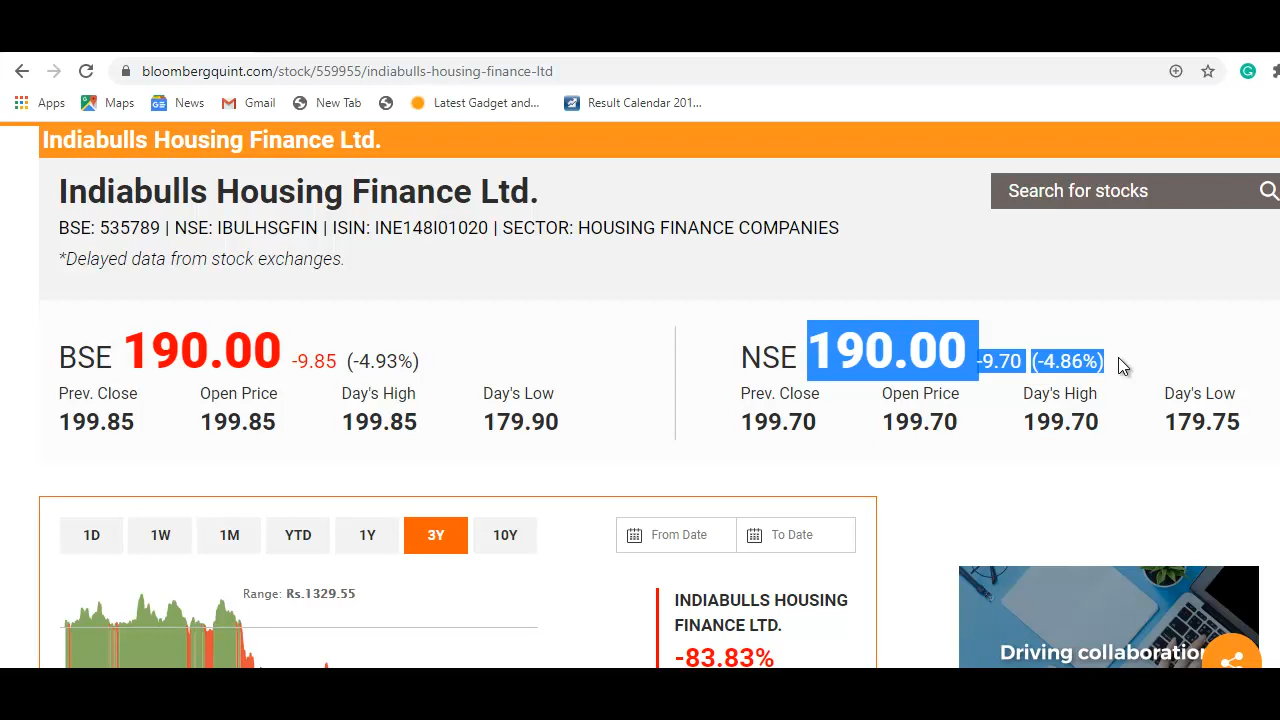 bloombergquint.com/stock/559955/indiabulls-housing-finance-ltd
Apps Maps News Gmail New Tab Latest Gadget and... Result Calendar 201...
Indiabulls Housing Finance Ltd.
Indiabulls Housing Finance Ltd.
Search for stocks
BSE: 535789 | NSE: IBULHSGFIN | ISIN: INE148I01020 | SECTOR: HOUSING FINANCE COMPANIES
*Delayed data from stock exchanges.
BSE 190.00 -9.85 (-4.93%)
Prev. Close Open Price Day's High Day's Low
199.85 199.85 199.85 179.90
NSE 190.00 -9.70 (-4.86%)
Prev. Close Open Price Day's High Day's Low
199.70 199.70 199.70 179.75
1D 1W 1M YTD 1Y 3Y 10Y
From Date To Date
Range: Rs.1329.55
INDIABULLS HOUSING
FINANCE LTD.
-83.83%
Driving collaboration